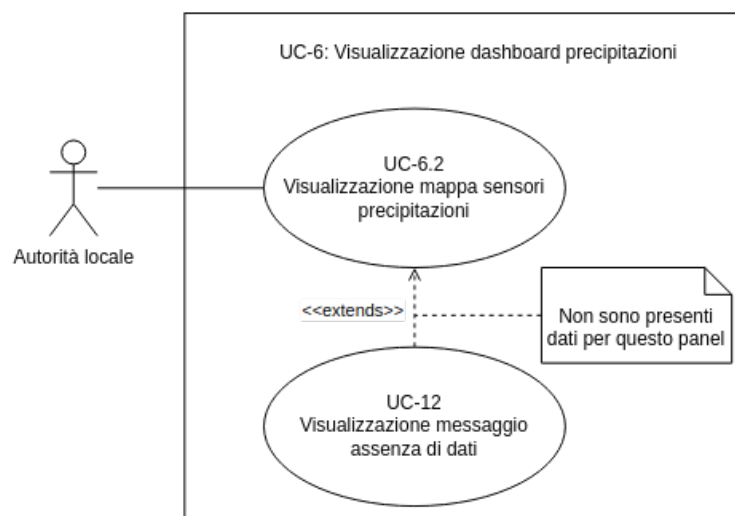 UC-6: Visualizzazione dashboard precipitazioni
UC-6.2
Visualizzazione mappa sensori
precipitazioni
Autorità locale
<<extends>>
Non sono presenti
dati per questo panel
UC-12
Visualizzazione messaggio
assenza di dati